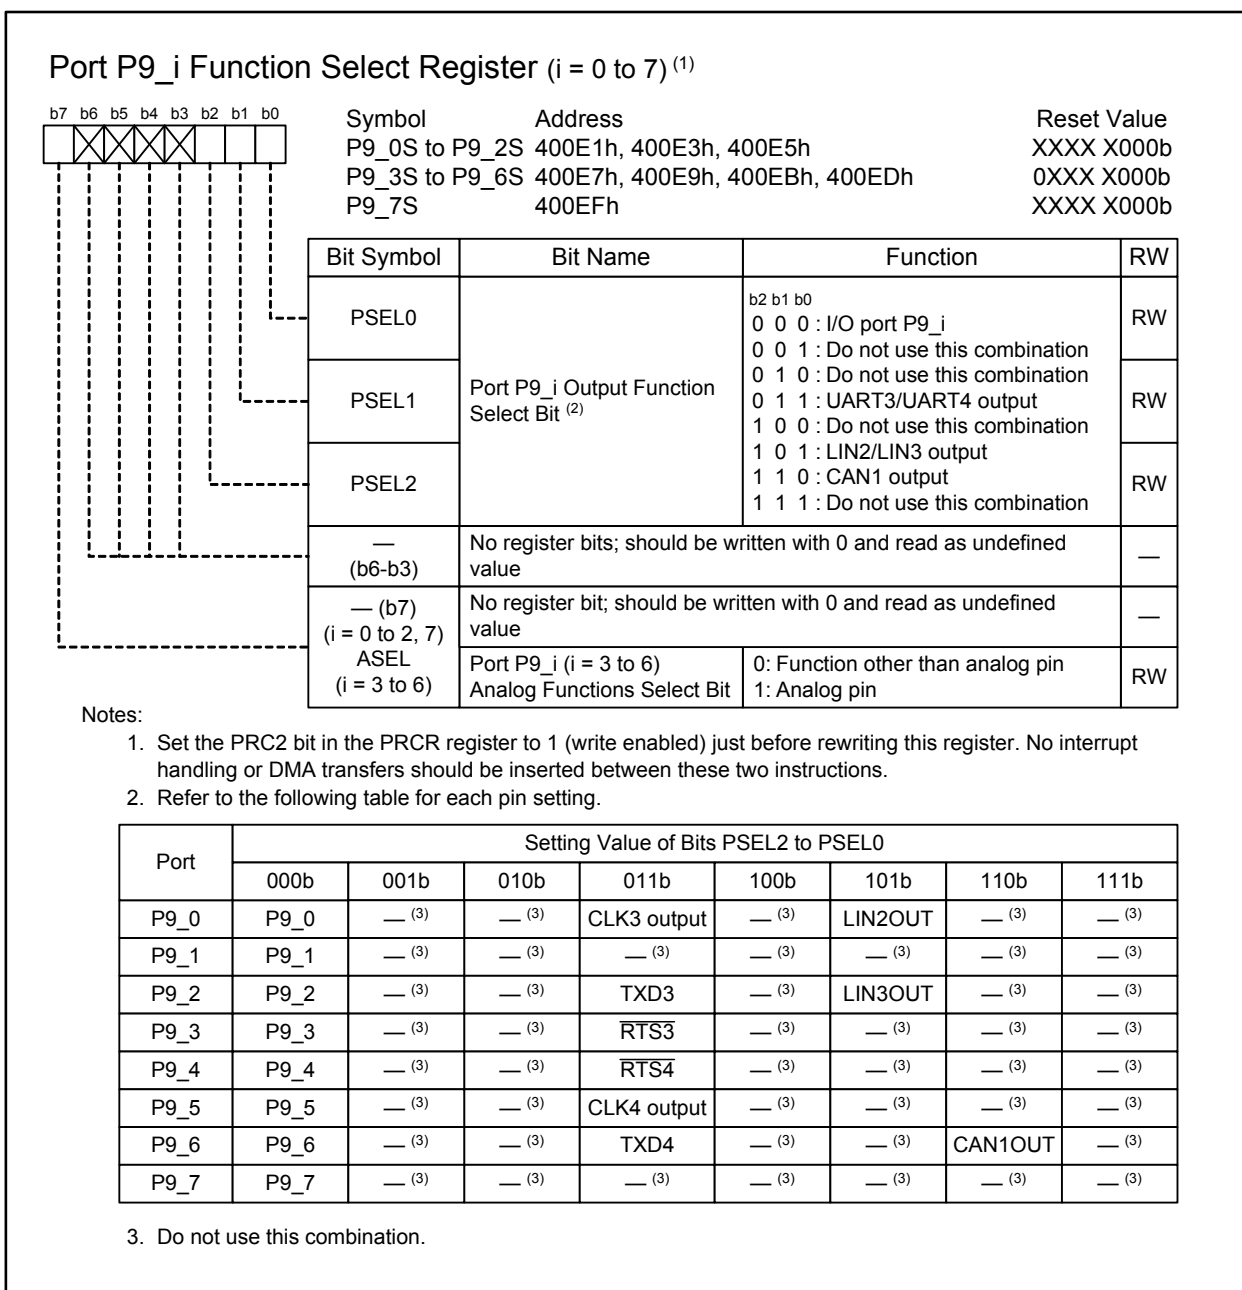 Port P9_i Function Select Register (i = 0 to 7) (1)
b7 b6 b5 b4 b3 b2 b1 b0
Symbol Address Reset Value
P9_0S to P9_2S 400E1h, 400E3h, 400E5h XXXX X000b
P9_3S to P9_6S 400E7h, 400E9h, 400EBh, 400EDh 0XXX X000b
P9_7S 400EFh XXXX X000b
Bit Symbol Bit Name Function RW
PSEL0 RW
PSEL1 RW
PSEL2 RW
Port P9_i Output Function
Select Bit (2)
b2 b1 b0
0 0 0 : I/O port P9_i
0 0 1 : Do not use this combination
0 1 0 : Do not use this combination
0 1 1 : UART3/UART4 output
1 0 0 : Do not use this combination
1 0 1 : LIN2/LIN3 output
1 1 0 : CAN1 output
1 1 1 : Do not use this combination
—
(b6-b3)
No register bits; should be written with 0 and read as undefined
value
—
— (b7)
(i = 0 to 2, 7)
ASEL
(i = 3 to 6)
No register bit; should be written with 0 and read as undefined
value
—
Port P9_i (i = 3 to 6)
Analog Functions Select Bit
0: Function other than analog pin
1: Analog pin
RW
Notes:
1. Set the PRC2 bit in the PRCR register to 1 (write enabled) just before rewriting this register. No interrupt
handling or DMA transfers should be inserted between these two instructions.
2. Refer to the following table for each pin setting.
Port Setting Value of Bits PSEL2 to PSEL0
000b 001b 010b 011b 100b 101b 110b 111b
P9_0 P9_0 — (3) — (3) CLK3 output — (3) LIN2OUT — (3) — (3)
P9_1 P9_1 — (3) — (3) — (3) — (3) — (3) — (3) — (3)
P9_2 P9_2 — (3) — (3) TXD3 — (3) LIN3OUT — (3) — (3)
P9_3 P9_3 — (3) — (3) RTS3 — (3) — (3) — (3) — (3)
P9_4 P9_4 — (3) — (3) RTS4 — (3) — (3) — (3) — (3)
P9_5 P9_5 — (3) — (3) CLK4 output — (3) — (3) — (3) — (3)
P9_6 P9_6 — (3) — (3) TXD4 — (3) — (3) CAN1OUT — (3)
P9_7 P9_7 — (3) — (3) — (3) — (3) — (3) — (3) — (3)
3. Do not use this combination.